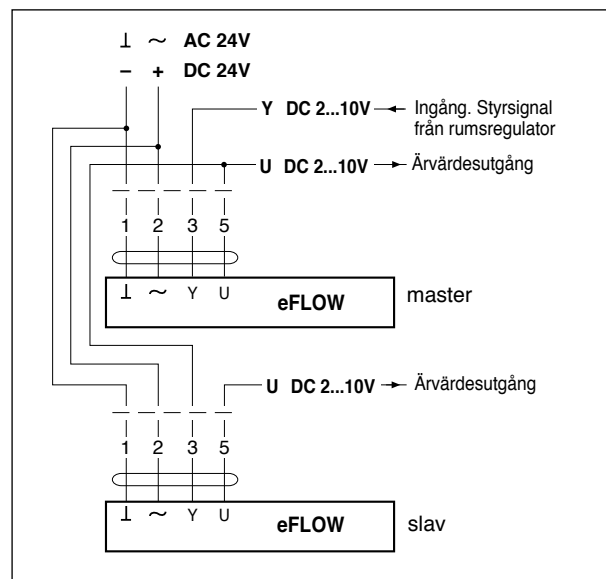 ⊥ ~ AC 24V
– + DC 24V
Y DC 2...10V Ingång. Styrsignal
från rumsregulator
U DC 2...10V Ärvärdesutgång
1 2 3 5
⊥ ~ Y U eFLOW master
U DC 2...10V Ärvärdesutgång
1 2 3 5
⊥ ~ Y U eFLOW slav